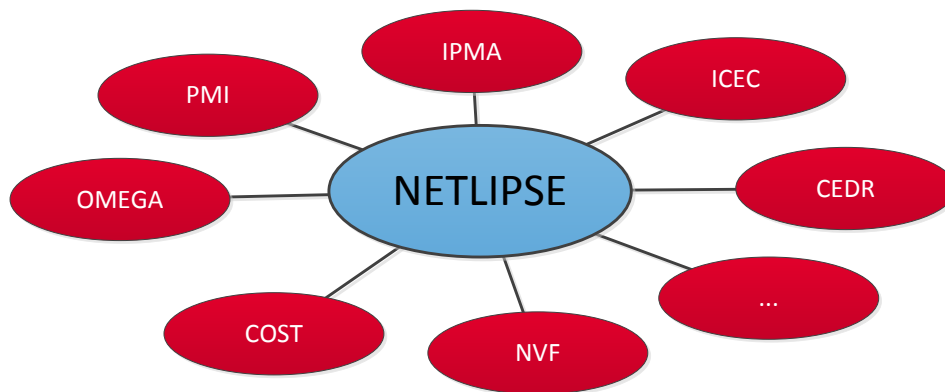 IPMA
PMI
ICEC
OMEGA
NETLIPSE
CEDR
...
COST
NVF